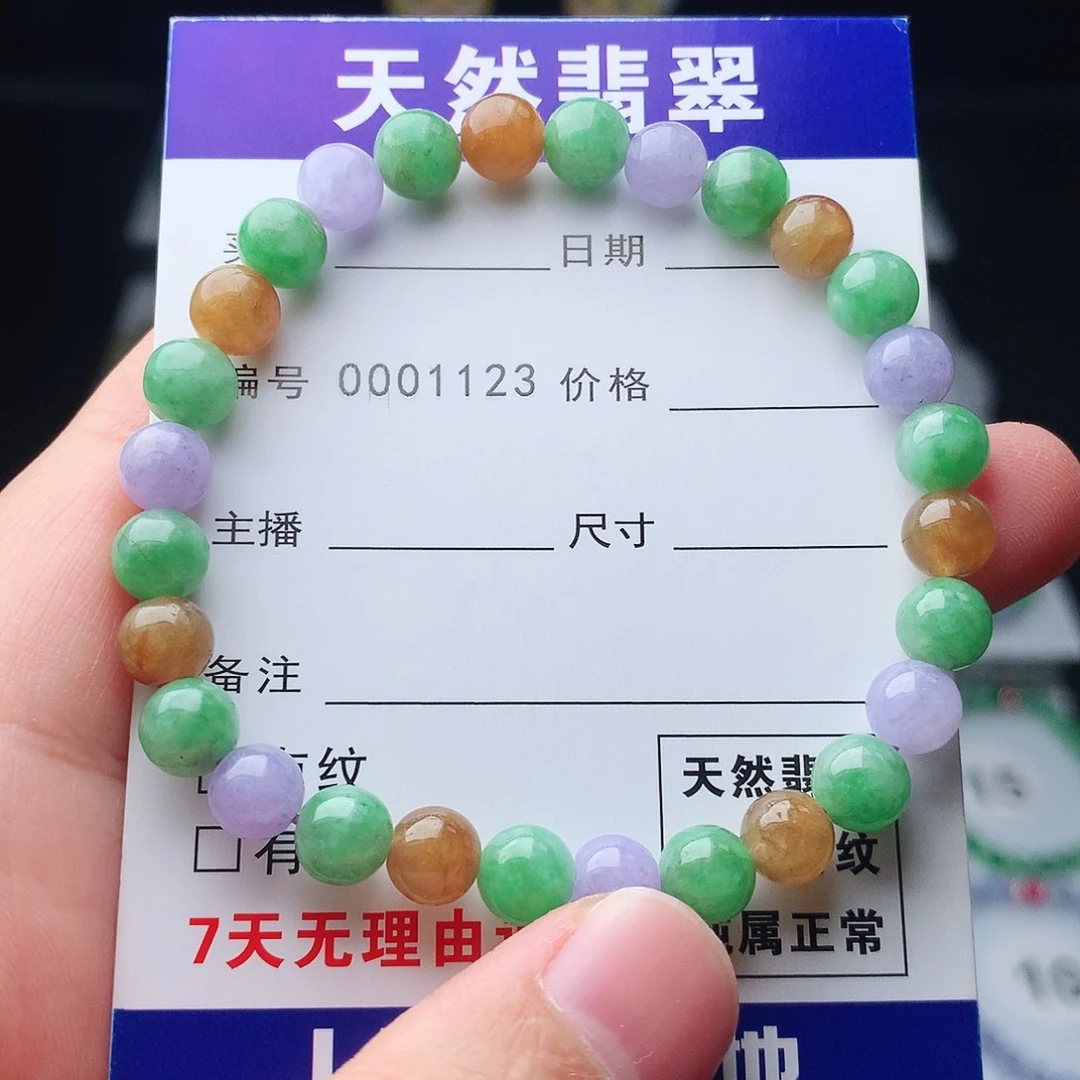 天然翡翠
日期
编号 0001123 价格
主播 尺寸
备注
纹
天然翡
□有
纹
7天无理由
属正常